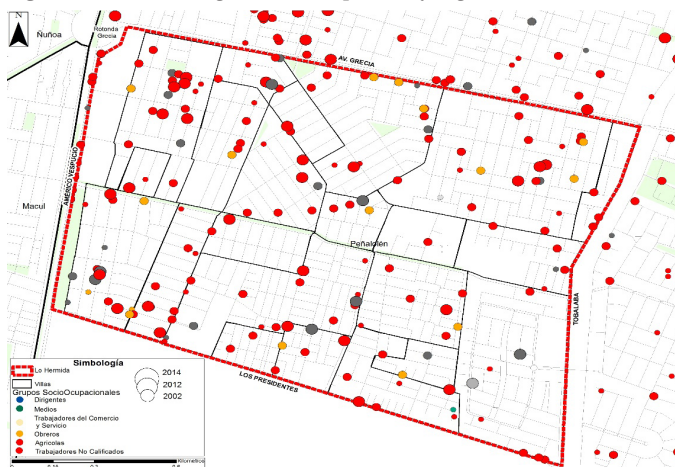 N
Ñuñoa
Rotonda
Grecia
AV. GRECIA
AMÉRICO VESPUCIO
Macul
Peñalolén
TOBALABA
LOS PRESIDENTES
Simbología
Lo Hermida
Villas
2014
2012
2002
Grupos SocioOcupacionales
Dirigentes
Medios
Trabajadores del Comercio
y Servicio
Obreros
Agrícolas
Trabajadores No Calificados
Kilometros